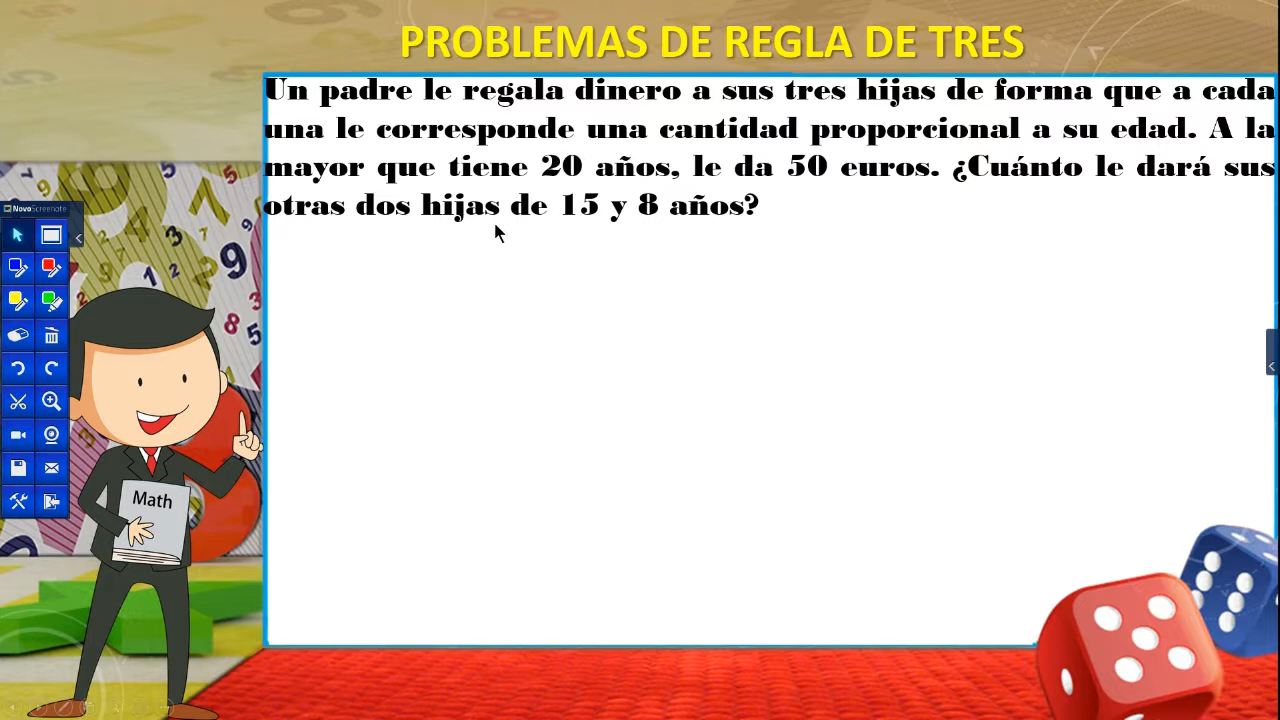 PROBLEMAS DE REGLA DE TRES
Un padre le regala dinero a sus tres hijas de forma que a cada
una le corresponde una cantidad proporcional a su edad. A la
mayor que tiene 20 años, le da 50 euros. ¿Cuánto le dará sus
otras dos hijas de 15 y 8 años?
NovoScreenote
Math